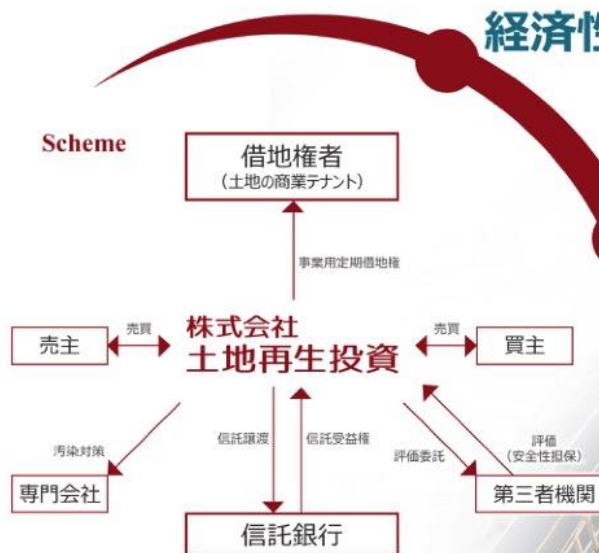 経済性
Scheme
借地権者
（土地の商業テナント）
事業用定期借地権
売主
売買
株式会社
土地再生投資
売買
買主
汚染対策
信託譲渡
信託受益権
評価委託
評価
（安全性担保）
専門会社
第三者機関
信託銀行